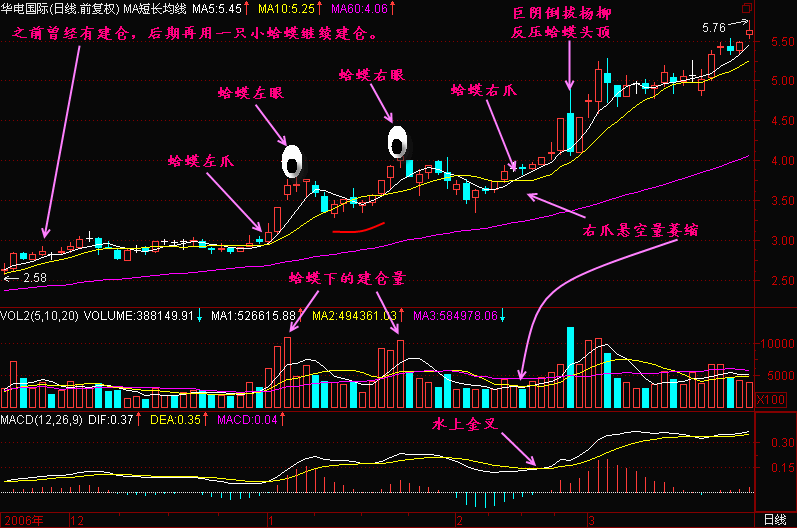 华电国际(日线.前复权) MA短长均线 MA5:5.45↑ MA10:5.25↑ MA60:4.06↑
之前曾经有建仓，后期再用一只小蛤蟆继续建仓。
巨阴倒拔杨柳
反乐蛤蟆头顶
5.76
5.50
蛤蟆左眼
蛤蟆右眼
蛤蟆右爪
5.00
4.50
蛤蟆左爪
4.00
3.50
右爪悬空量萎缩
3.00
2.58
蛤蟆下的建仓量
2.50
VOL2(5,10,20) VOLUME:388149.91↓ MA1:526615.88↑ MA2:494361.03↑ MA3:584978.06↓
10000
5000
X100
MACD(12,26,9) DIF:0.37↑ DEA:0.35↑ MACD:0.04↑
水上金叉
0.30
0.15
2006年 12 1 2 3 日线